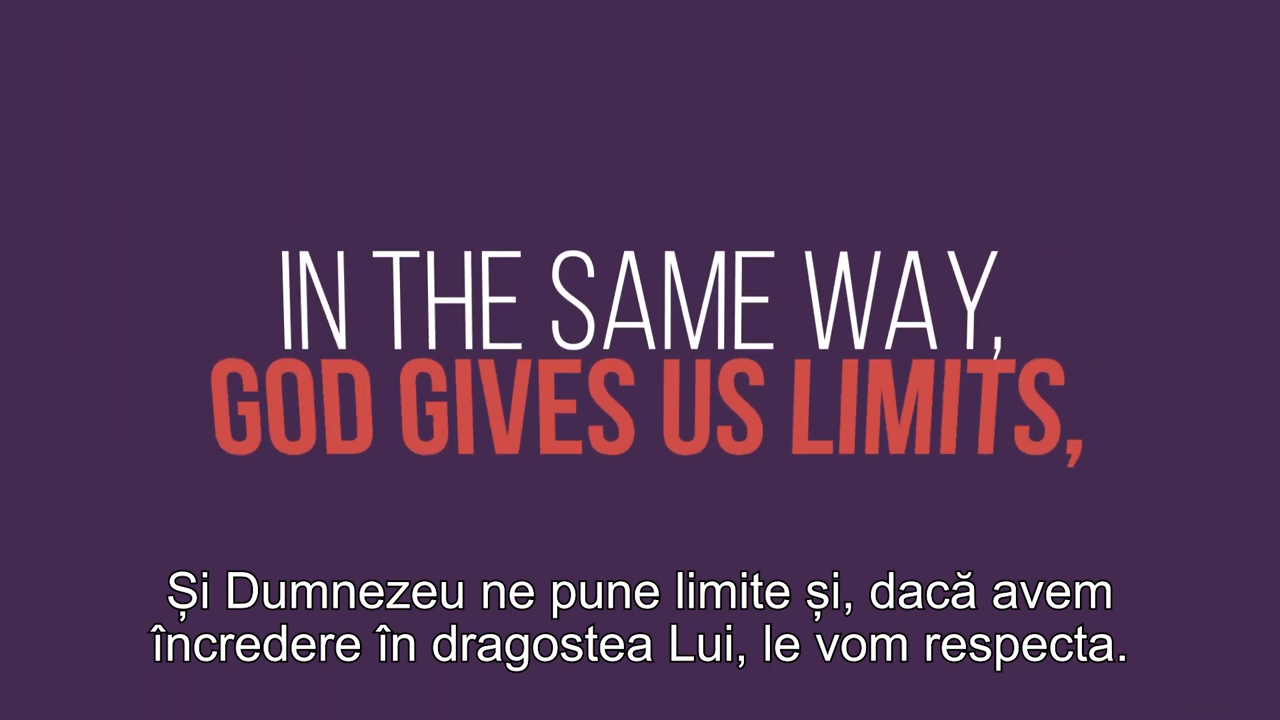 IN THE SAME WAY,
GOD GIVES US LIMITS,
Și Dumnezeu ne pune limite și, dacă avem
încredere în dragostea Lui, le vom respecta.